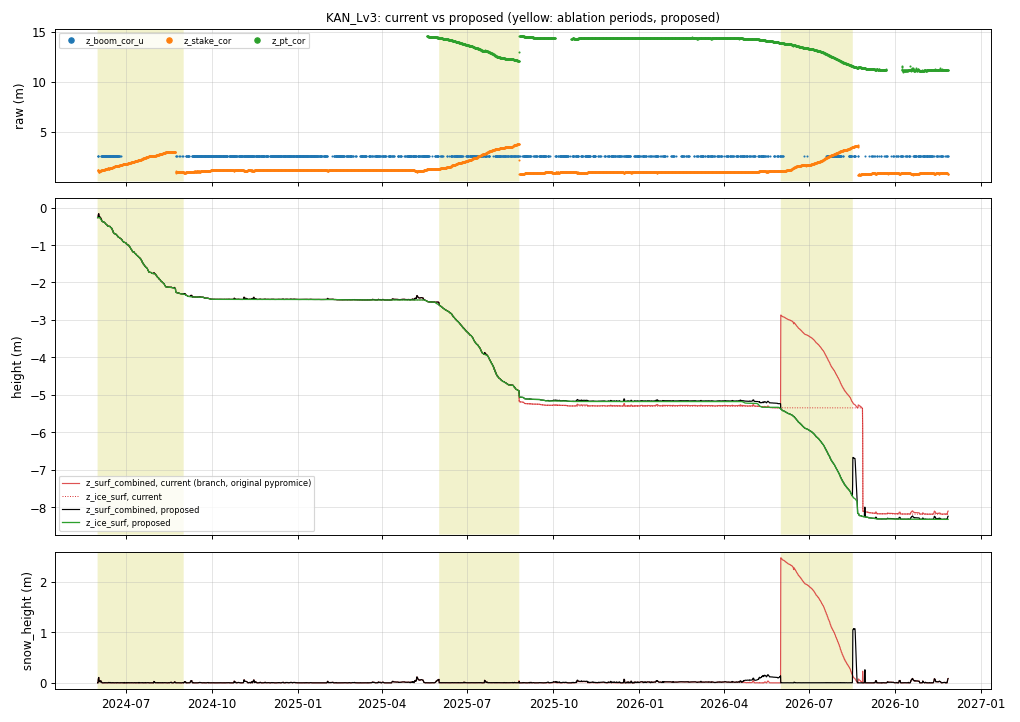 KAN_Lv3: current vs proposed (yellow: ablation periods, proposed)
z_boom_cor_u
z_stake_cor
z_pt_cor
15
10
5
raw (m)
0
−1
−2
−3
−4
−5
−6
−7
−8
height (m)
z_surf_combined, current (branch, original pypromice)
z_ice_surf, current
z_surf_combined, proposed
z_ice_surf, proposed
2
1
0
snow_height (m)
2024-07
2024-10
2025-01
2025-04
2025-07
2025-10
2026-01
2026-04
2026-07
2026-10
2027-01